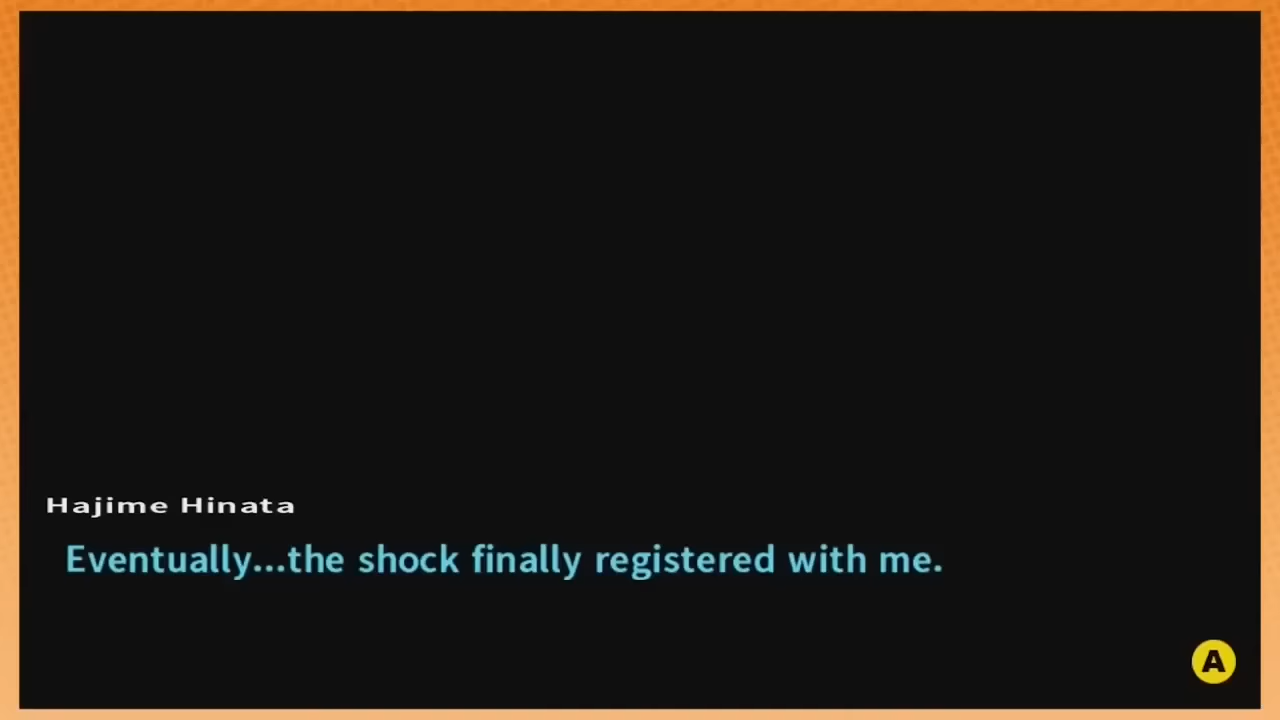 Hajime Hinata
Eventually...the shock finally registered with me.
A